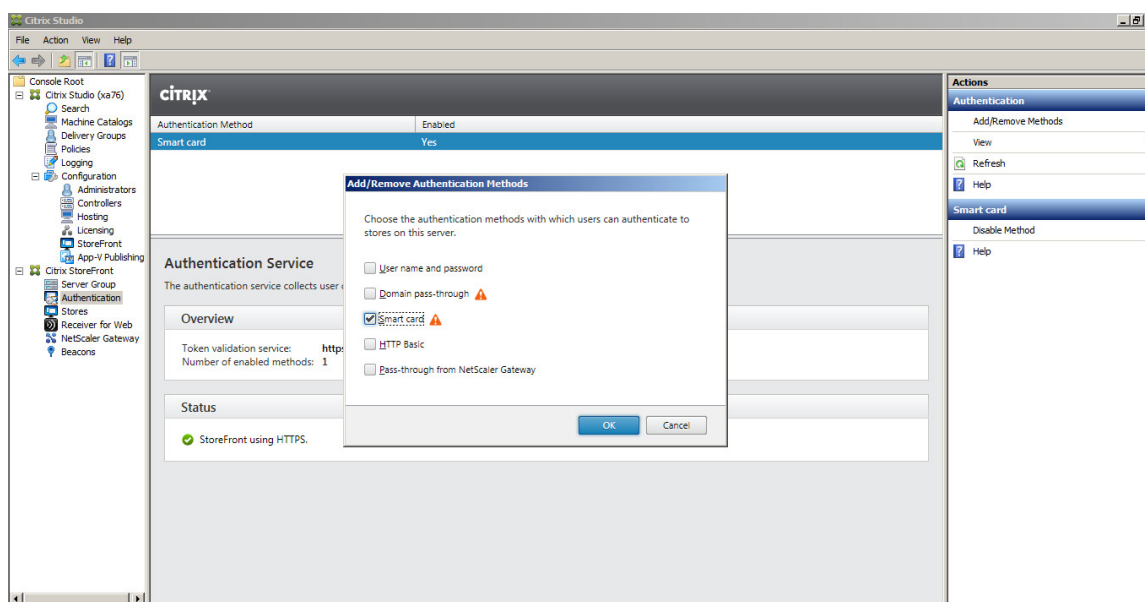 Citrix Studio
File Action View Help
Console Root
Citrix Studio (xa76)
Search
Machine Catalogs
Delivery Groups
Policies
Logging
Configuration
Administrators
Controllers
Hosting
Licensing
StoreFront
App-V Publishing
Citrix StoreFront
Server Group
Authentication
Stores
Receiver for Web
NetScaler Gateway
Beacons
CITRIX
Authentication Method Enabled
Smart card Yes
Authentication Service
The authentication service collects user
Overview
Token validation service: https
Number of enabled methods: 1
Status
StoreFront using HTTPS.
Add/Remove Authentication Methods
Choose the authentication methods with which users can authenticate to
stores on this server.
User name and password
Domain pass-through
Smart card
HTTP Basic
Pass-through from NetScaler Gateway
OK Cancel
Actions
Authentication
Add/Remove Methods
View
Refresh
Help
Smart card
Disable Method
Help